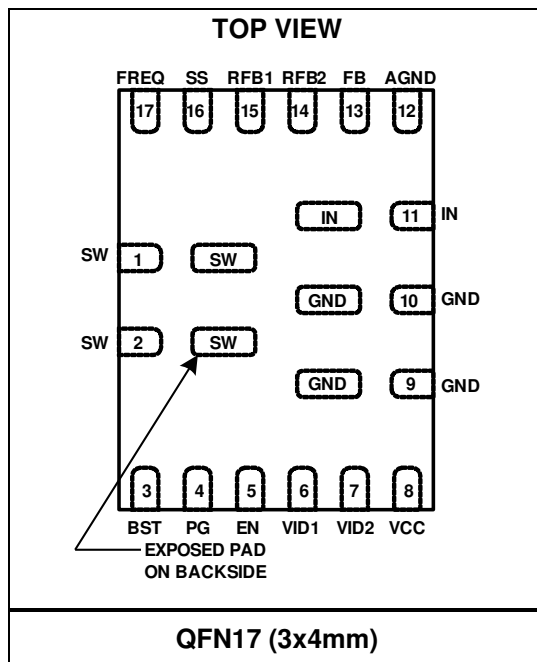 TOP VIEW
FREQ SS RFB1 RFB2 FB AGND
17 16 15 14 13 12
IN 11 IN
SW 1 SW
GND 10 GND
SW 2 SW
GND 9 GND
3 4 5 6 7 8
BST PG EN VID1 VID2 VCC
EXPOSED PAD
ON BACKSIDE
QFN17 (3x4mm)